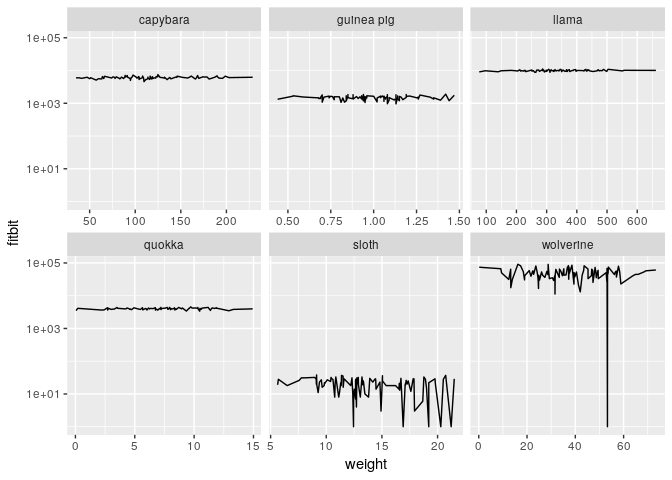 capybara guinea pig llama
1e+05
1e+03
1e+01
50 100 150 200 0.50 0.75 1.00 1.25 1.50 100 200 300 400 500 600
fitbit
quokka sloth wolverine
1e+05
1e+03
1e+01
0 5 10 15 5 10 15 20 0 20 40 60
weight